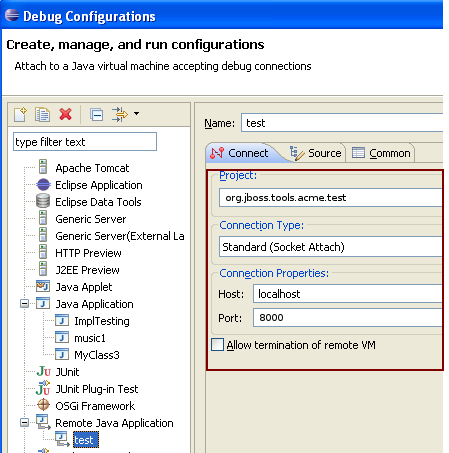 Debug Configurations
Create, manage, and run configurations
Attach to a Java virtual machine accepting debug connections
type filter text
Apache Tomcat
Eclipse Application
Eclipse Data Tools
Generic Server
Generic Server(External La
HTTP Preview
J2EE Preview
Java Applet
Java Application
ImplTesting
music1
MyClass3
JUnit
JUnit Plug-in Test
OSGi Framework
Remote Java Application
test
Name: test
Connect Source Common
Project:
org.jboss.tools.acme.test
Connection Type:
Standard (Socket Attach)
Connection Properties:
Host: localhost
Port: 8000
Allow termination of remote VM